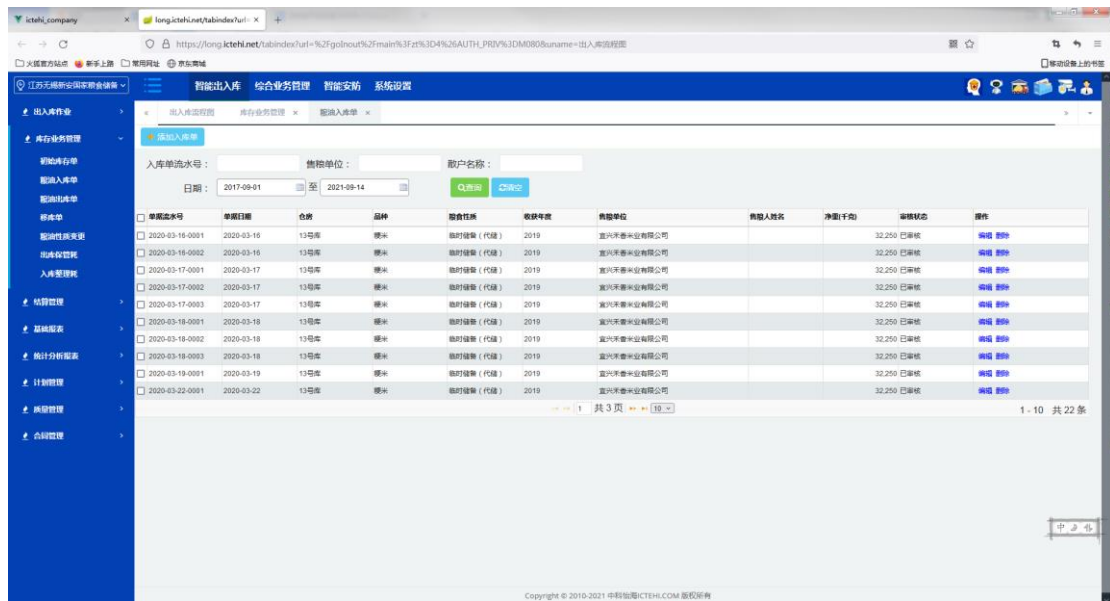 ictehi_company × long.ictehi.net/tabindex?url= × +
https://long.ictehi.net/tabindex?url=%2FgoInout%2Fmain%3Fzt%3D4%26AUTH_PRIV%3DM080&uname=出入库流程图
火狐官方站点 新手上路 常用网址 京东商城 移动设备上的书签
江苏无锡新安国家粮食储备 智能出入库 综合业务管理 智能安防 系统设置
出入库作业
库存业务管理
初始库存单
粮油入库单
粮油出库单
移库单
粮油性质变更
出库保管耗
入库整理耗
结算管理
基础报表
统计分析报表
计划管理
质量管理
合同管理
出入库流程图 库存业务管理 × 粮油入库单 ×
添加入库单
入库单流水号： 售粮单位： 散户名称：
日期： 2017-09-01 至 2021-09-14 查询 清空
单据流水号 单据日期 仓房 品种 粮食性质 收获年度 售粮单位 售粮人姓名 净重(千克) 审核状态 操作
2020-03-16-0001 2020-03-16 13号库 粳米 临时储备（代储） 2019 宜兴禾香米业有限公司 32,250 已审核 编辑 删除
2020-03-16-0002 2020-03-16 13号库 粳米 临时储备（代储） 2019 宜兴禾香米业有限公司 32,250 已审核 编辑 删除
2020-03-17-0001 2020-03-17 13号库 粳米 临时储备（代储） 2019 宜兴禾香米业有限公司 32,250 已审核 编辑 删除
2020-03-17-0002 2020-03-17 13号库 粳米 临时储备（代储） 2019 宜兴禾香米业有限公司 32,250 已审核 编辑 删除
2020-03-17-0003 2020-03-17 13号库 粳米 临时储备（代储） 2019 宜兴禾香米业有限公司 32,250 已审核 编辑 删除
2020-03-18-0001 2020-03-18 13号库 粳米 临时储备（代储） 2019 宜兴禾香米业有限公司 32,250 已审核 编辑 删除
2020-03-18-0002 2020-03-18 13号库 粳米 临时储备（代储） 2019 宜兴禾香米业有限公司 32,250 已审核 编辑 删除
2020-03-18-0003 2020-03-18 13号库 粳米 临时储备（代储） 2019 宜兴禾香米业有限公司 32,250 已审核 编辑 删除
2020-03-19-0001 2020-03-19 13号库 粳米 临时储备（代储） 2019 宜兴禾香米业有限公司 32,250 已审核 编辑 删除
2020-03-22-0001 2020-03-22 13号库 粳米 临时储备（代储） 2019 宜兴禾香米业有限公司 32,250 已审核 编辑 删除
1 共 3 页 10 1 - 10 共 22 条
中
Copyright © 2010-2021 中科怡海ICTEHI.COM 版权所有